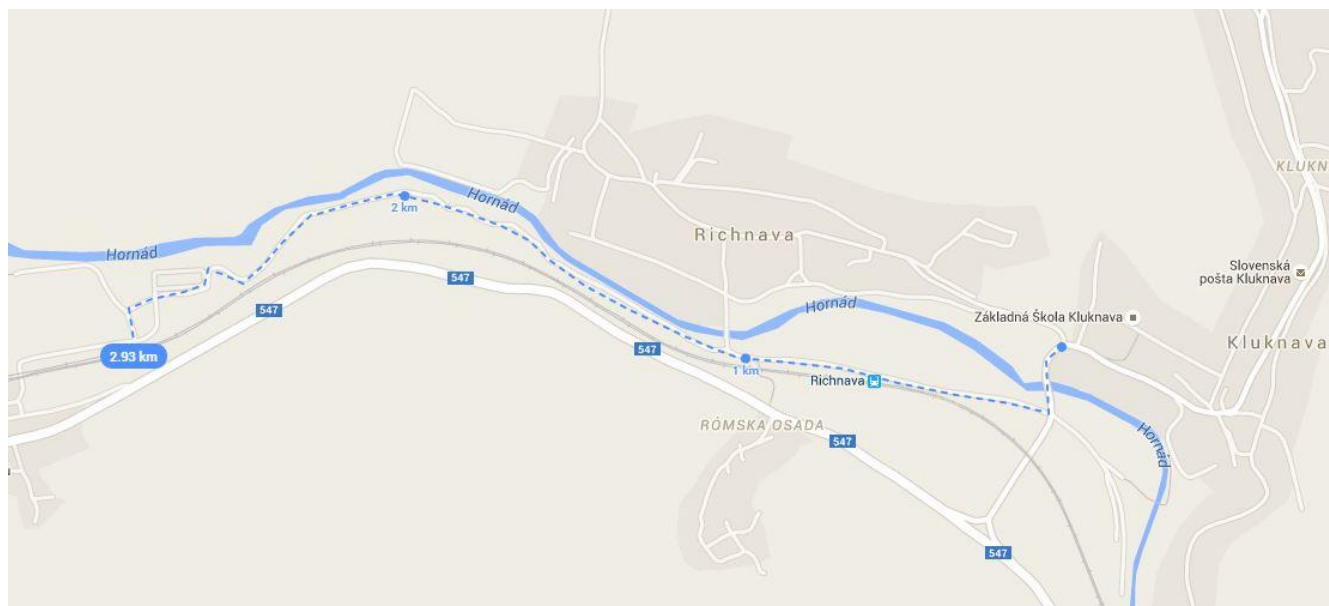 KLUKN
Hornád
2 km
Hornád
Richnava
Slovenská
pošta Kluknava
Hornád
547
547
Hornád
Základná Škola Kluknava
Kluknava
2.93 km
547
1 km
Richnava
RÓMSKA OSADA
547
Hornád
547